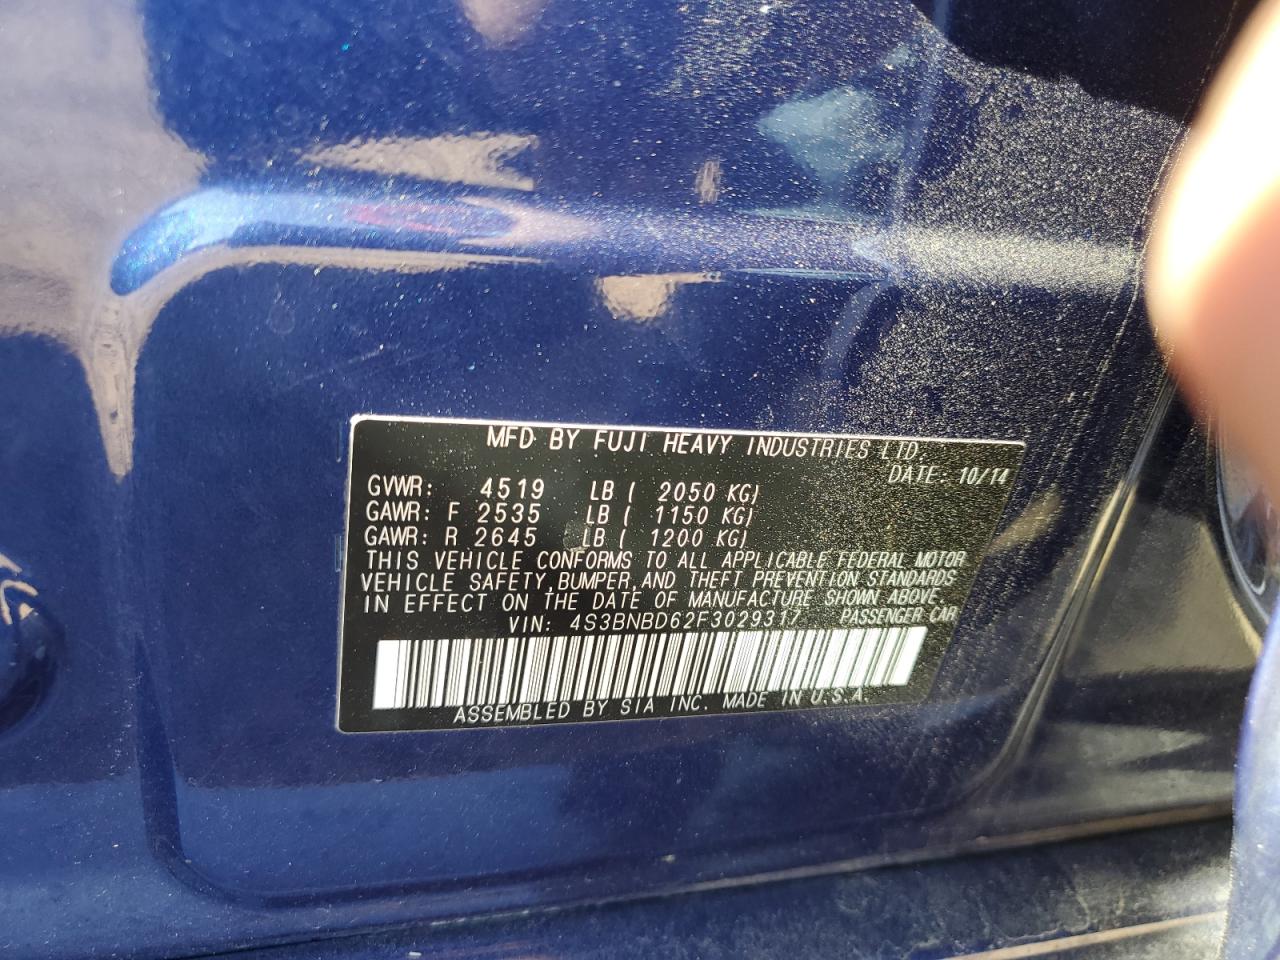 MFD BY FUJI HEAVY INDUSTRIES LTD.
DATE: 10/14
GVWR: 4519 LB ( 2050 KG)
GAWR: F 2535 LB ( 1150 KG)
GAWR: R 2645 LB ( 1200 KG)
THIS VEHICLE CONFORMS TO ALL APPLICABLE FEDERAL MOTOR
VEHICLE SAFETY, BUMPER, AND THEFT PREVENTION STANDARDS
IN EFFECT ON THE DATE OF MANUFACTURE SHOWN ABOVE.
VIN: 4S3BNBD62F3029317 PASSENGER CAR
ASSEMBLED BY SIA INC. MADE IN U.S.A.